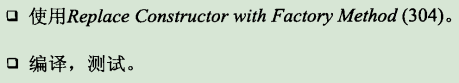 ❏ 使用Replace Constructor with Factory Method (304)。
❏ 编译，测试。